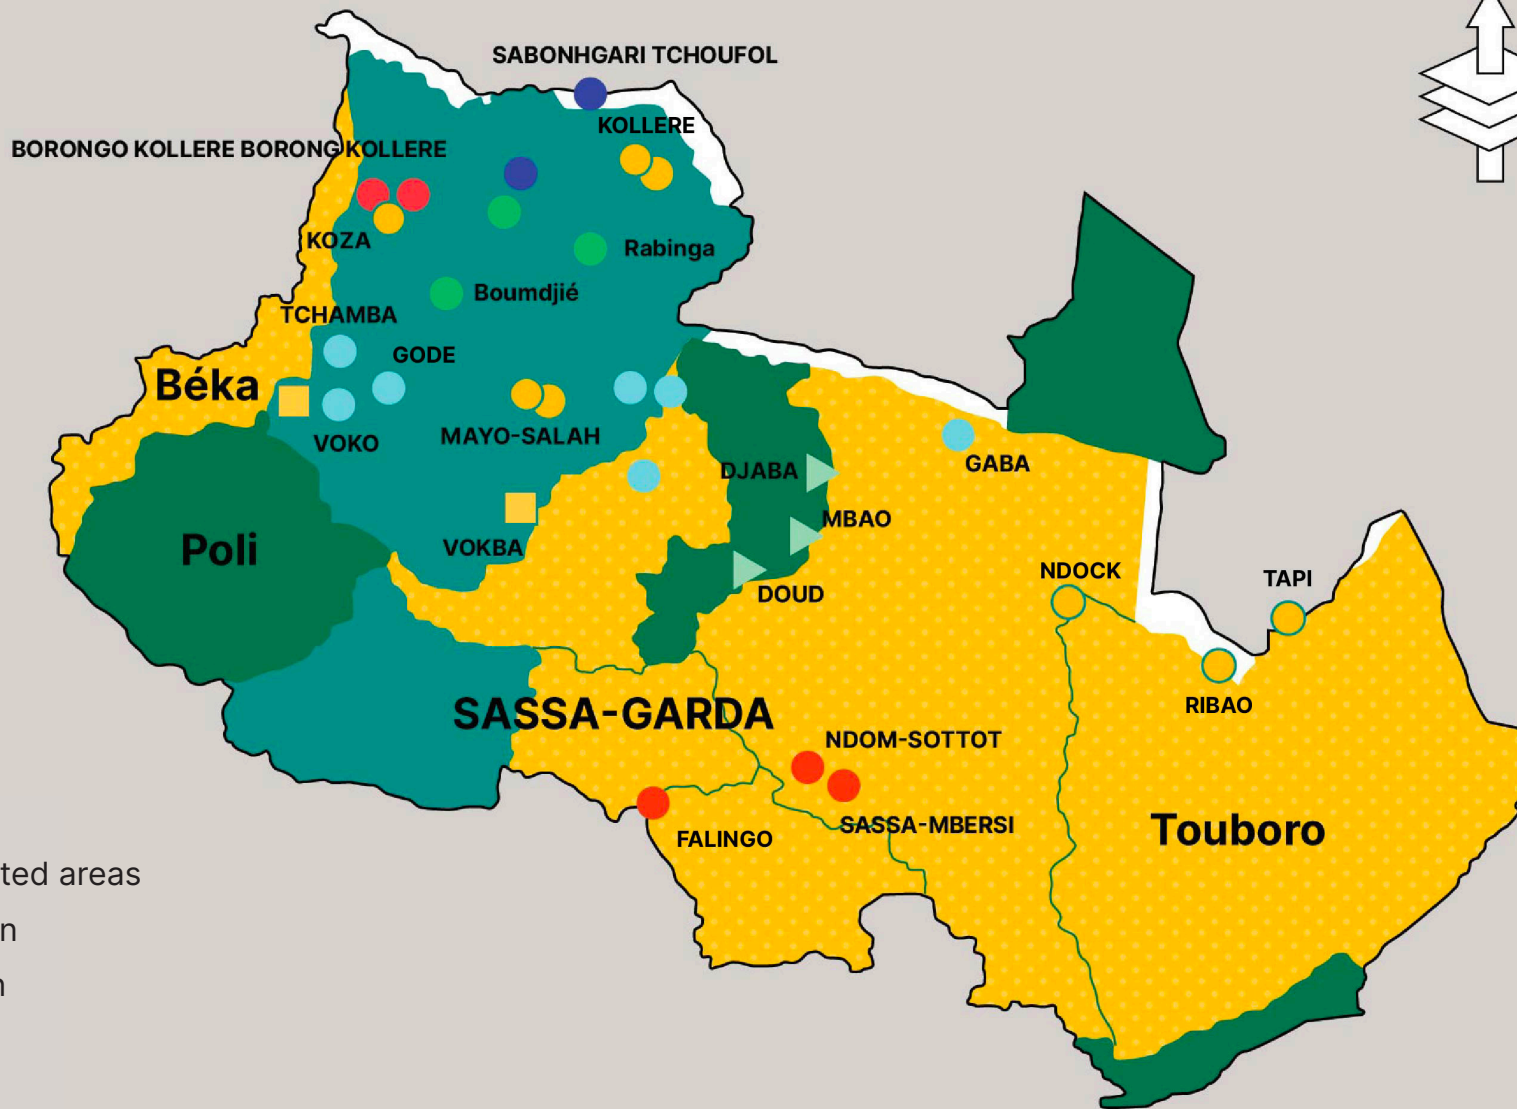 SABONHGARI TCHOUFOL
KOLLERE
BORONGO KOLLERE BORONG KOLLERE
KOZA
Rabinga
Boumdjié
TCHAMBA
GODE
Béka
VOKO
MAYO-SALAH
GABA
DJABA
MBAO
VOKBA
Poli
DOUD
NDOCK
TAPI
RIBAO
SASSA-GARDA
NDOM-SOTTOT
SASSA-MBERSI
FALINGO
Touboro
ted areas
n